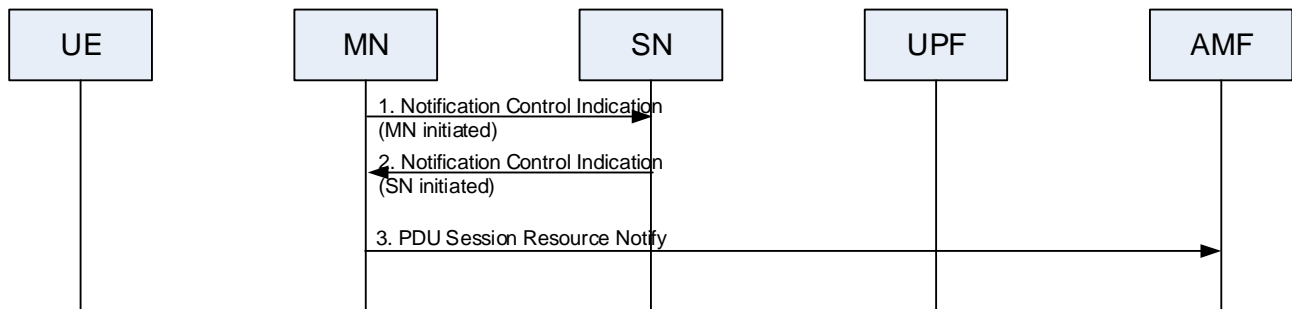 UE
MN
SN
UPF
AMF
1. Notification Control Indication
(MN initiated)
2. Notification Control Indication
(SN initiated)
3. PDU Session Resource Notify